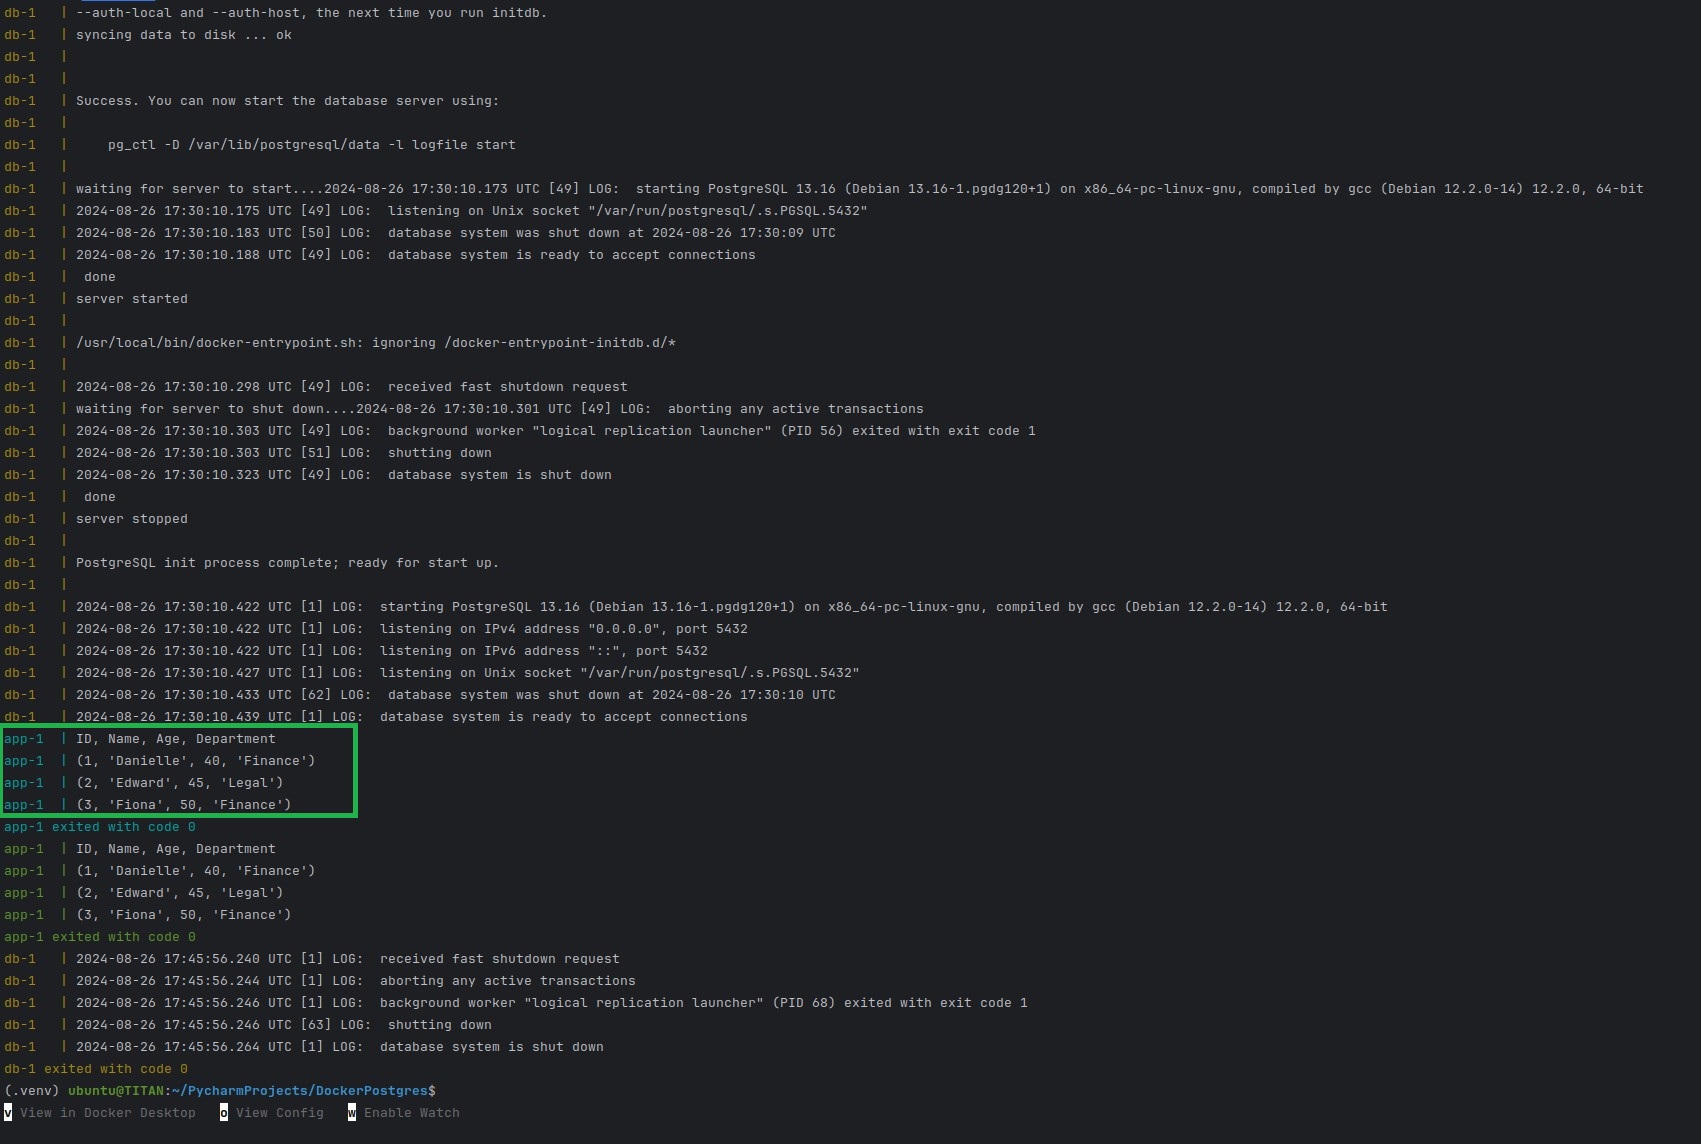 db-1   | --auth-local and --auth-host, the next time you run initdb.
db-1   | syncing data to disk ... ok
db-1   |
db-1   |
db-1   | Success. You can now start the database server using:
db-1   |
db-1   |     pg_ctl -D /var/lib/postgresql/data -l logfile start
db-1   |
db-1   | waiting for server to start....2024-08-26 17:30:10.173 UTC [49] LOG:  starting PostgreSQL 13.16 (Debian 13.16-1.pgdg120+1) on x86_64-pc-linux-gnu, compiled by gcc (Debian 12.2.0-14) 12.2.0, 64-bit
db-1   | 2024-08-26 17:30:10.175 UTC [49] LOG:  listening on Unix socket "/var/run/postgresql/.s.PGSQL.5432"
db-1   | 2024-08-26 17:30:10.183 UTC [50] LOG:  database system was shut down at 2024-08-26 17:30:09 UTC
db-1   | 2024-08-26 17:30:10.188 UTC [49] LOG:  database system is ready to accept connections
db-1   |  done
db-1   | server started
db-1   |
db-1   | /usr/local/bin/docker-entrypoint.sh: ignoring /docker-entrypoint-initdb.d/*
db-1   |
db-1   | 2024-08-26 17:30:10.298 UTC [49] LOG:  received fast shutdown request
db-1   | waiting for server to shut down....2024-08-26 17:30:10.301 UTC [49] LOG:  aborting any active transactions
db-1   | 2024-08-26 17:30:10.303 UTC [49] LOG:  background worker "logical replication launcher" (PID 56) exited with exit code 1
db-1   | 2024-08-26 17:30:10.303 UTC [51] LOG:  shutting down
db-1   | 2024-08-26 17:30:10.323 UTC [49] LOG:  database system is shut down
db-1   |  done
db-1   | server stopped
db-1   |
db-1   | PostgreSQL init process complete; ready for start up.
db-1   |
db-1   | 2024-08-26 17:30:10.422 UTC [1] LOG:  starting PostgreSQL 13.16 (Debian 13.16-1.pgdg120+1) on x86_64-pc-linux-gnu, compiled by gcc (Debian 12.2.0-14) 12.2.0, 64-bit
db-1   | 2024-08-26 17:30:10.422 UTC [1] LOG:  listening on IPv4 address "0.0.0.0", port 5432
db-1   | 2024-08-26 17:30:10.422 UTC [1] LOG:  listening on IPv6 address "::", port 5432
db-1   | 2024-08-26 17:30:10.427 UTC [1] LOG:  listening on Unix socket "/var/run/postgresql/.s.PGSQL.5432"
db-1   | 2024-08-26 17:30:10.433 UTC [62] LOG:  database system was shut down at 2024-08-26 17:30:10 UTC
db-1   | 2024-08-26 17:30:10.439 UTC [1] LOG:  database system is ready to accept connections
app-1  | ID, Name, Age, Department
app-1  | (1, 'Danielle', 40, 'Finance')
app-1  | (2, 'Edward', 45, 'Legal')
app-1  | (3, 'Fiona', 50, 'Finance')
app-1 exited with code 0
app-1  | ID, Name, Age, Department
app-1  | (1, 'Danielle', 40, 'Finance')
app-1  | (2, 'Edward', 45, 'Legal')
app-1  | (3, 'Fiona', 50, 'Finance')
app-1 exited with code 0
db-1   | 2024-08-26 17:45:56.240 UTC [1] LOG:  received fast shutdown request
db-1   | 2024-08-26 17:45:56.244 UTC [1] LOG:  aborting any active transactions
db-1   | 2024-08-26 17:45:56.246 UTC [1] LOG:  background worker "logical replication launcher" (PID 68) exited with exit code 1
db-1   | 2024-08-26 17:45:56.246 UTC [63] LOG:  shutting down
db-1   | 2024-08-26 17:45:56.264 UTC [1] LOG:  database system is shut down
db-1 exited with code 0
(.venv) ubuntu@TITAN:~/PycharmProjects/DockerPostgres$
v View in Docker Desktop   o View Config   w Enable Watch